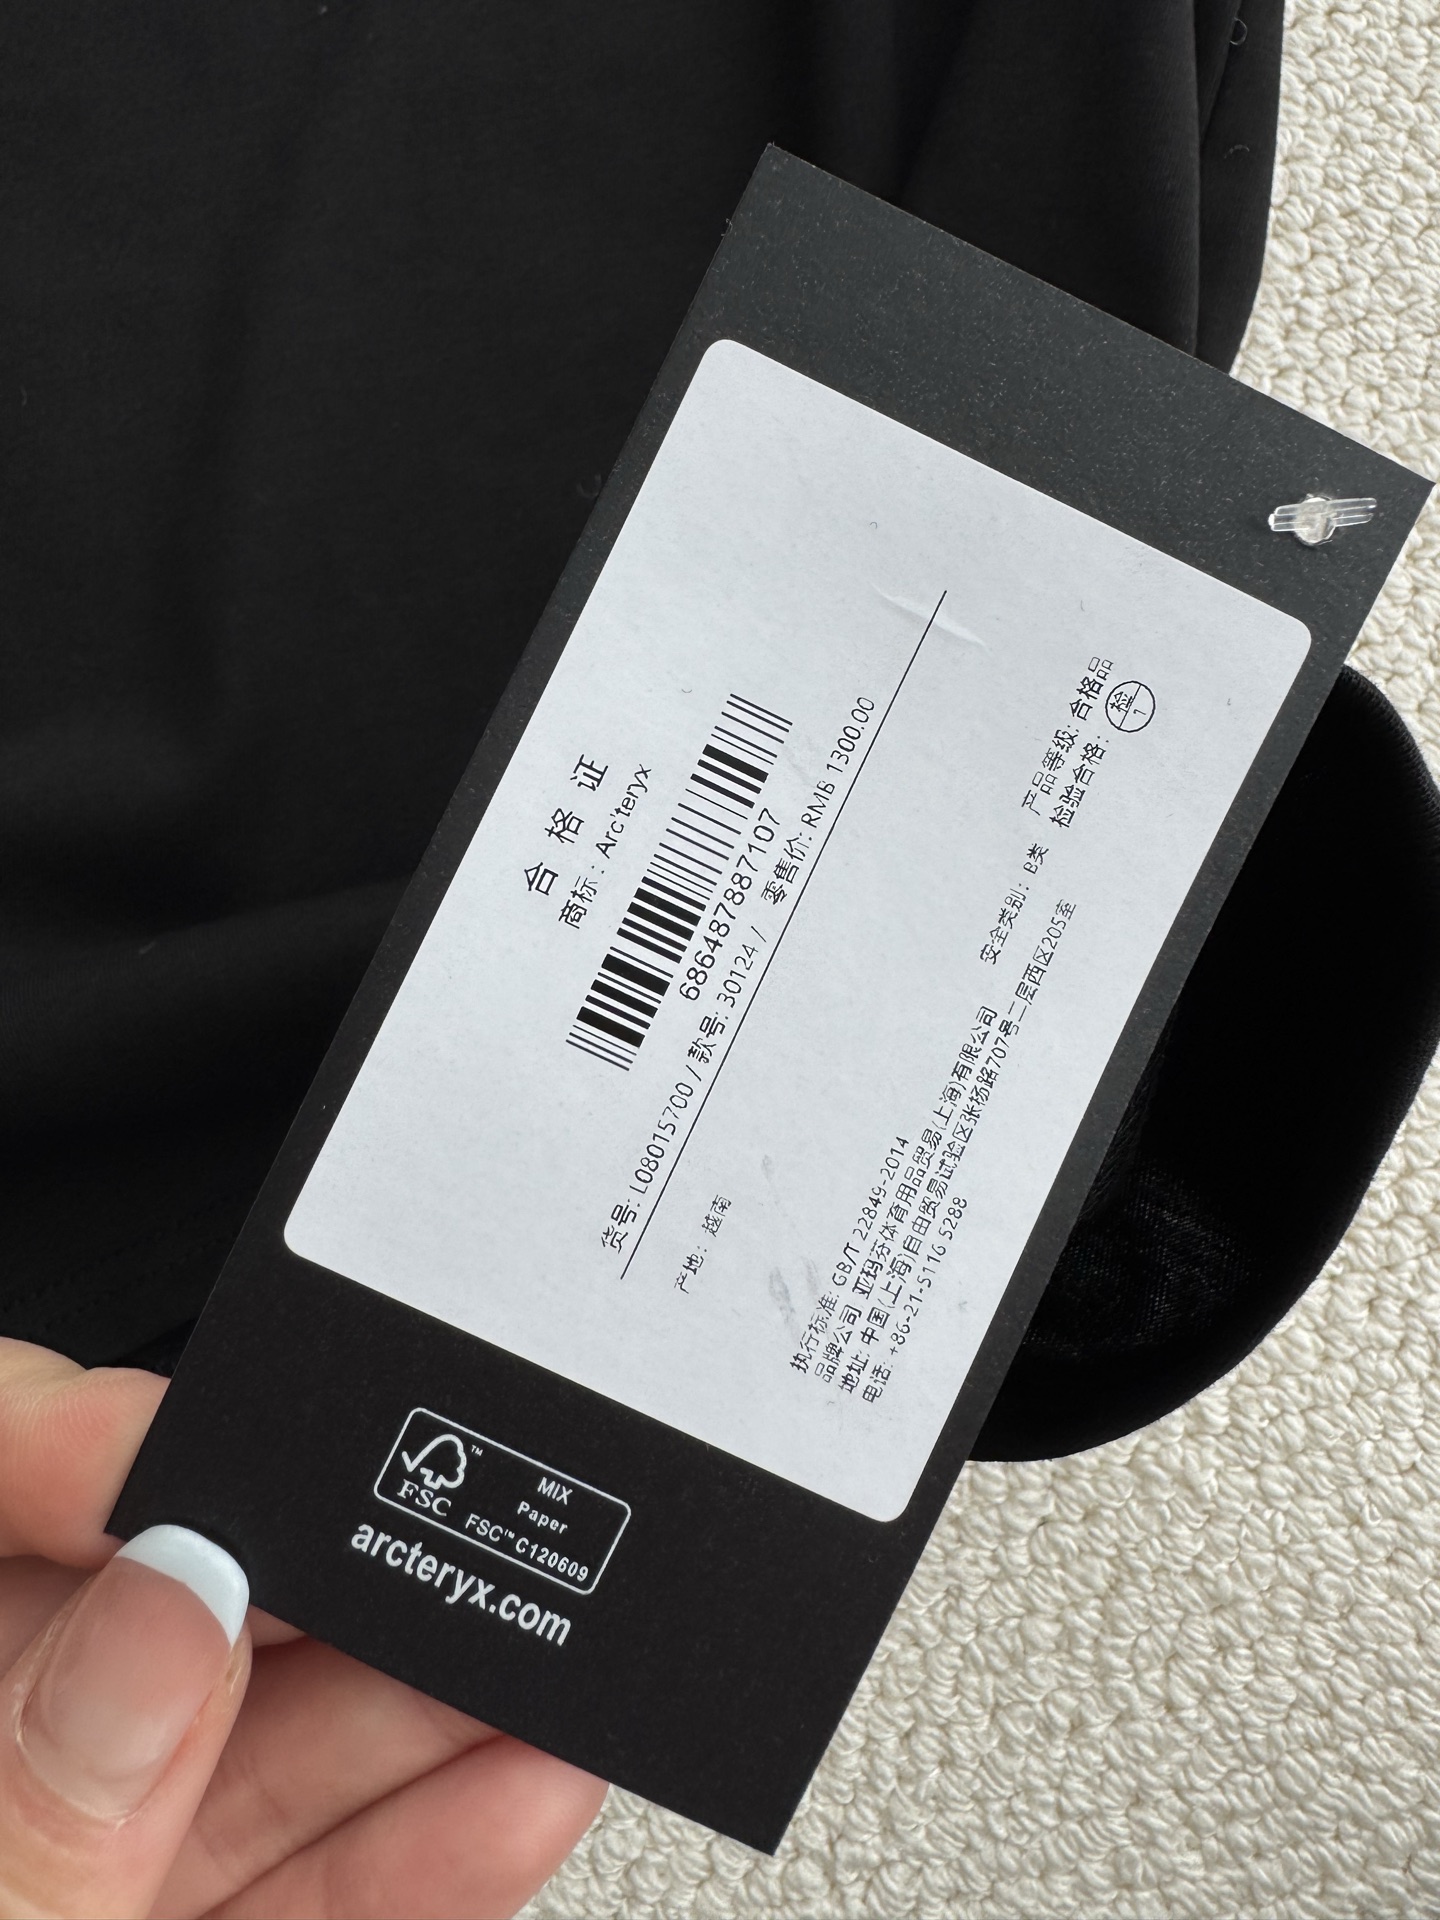 合格证
商标: Arc'teryx
686487887107
货号: L08015700 / 款号: 30124 / 零售价: RMB 1300.00
产地: 越南
执行标准: GB/T 22849-2014
安全类别: B类
产品等级: 合格品
检验合格: 检 1
品牌公司 亚玛芬体育用品贸易(上海)有限公司
地址: 中国(上海)自由贸易试验区张杨路707号二层西区205室
电话: +86-21-5116 5288
FSC™
MIX
Paper
FSC™ C120609
arcteryx.com